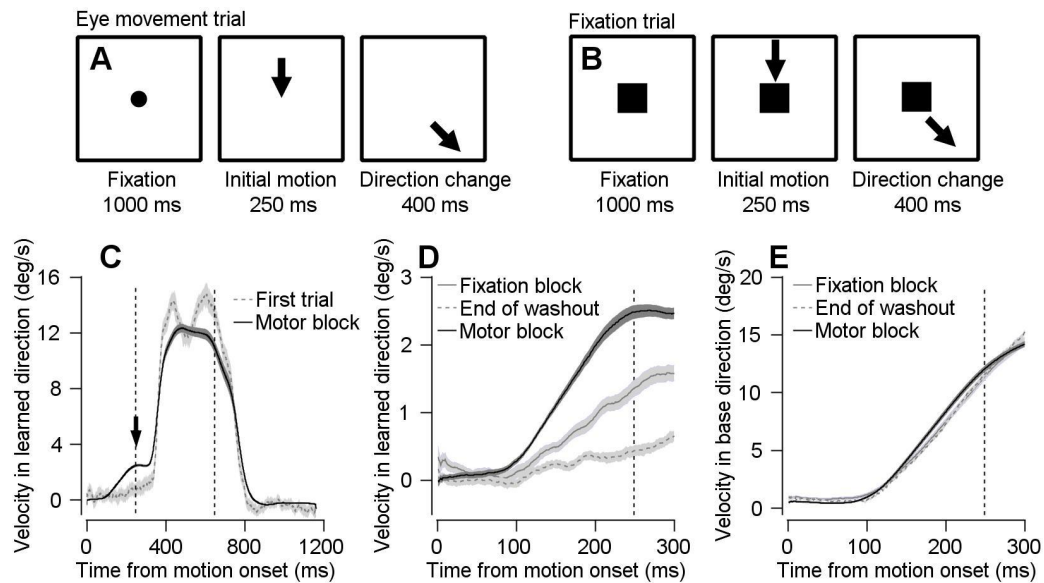 Eye movement trial
Fixation trial
A
B
Fixation
1000 ms
Initial motion
250 ms
Direction change
400 ms
Fixation
1000 ms
Initial motion
250 ms
Direction change
400 ms
C
Velocity in learned direction (deg/s)
16
12
8
4
0
First trial
Motor block
0
400
800
1200
Time from motion onset (ms)
D
Velocity in learned direction (deg/s)
3
2
1
0
Fixation block
End of washout
Motor block
0
100
200
300
Time from motion onset (ms)
E
Velocity in base direction (deg/s)
20
15
10
5
0
Fixation block
End of washout
Motor block
0
100
200
300
Time from motion onset (ms)